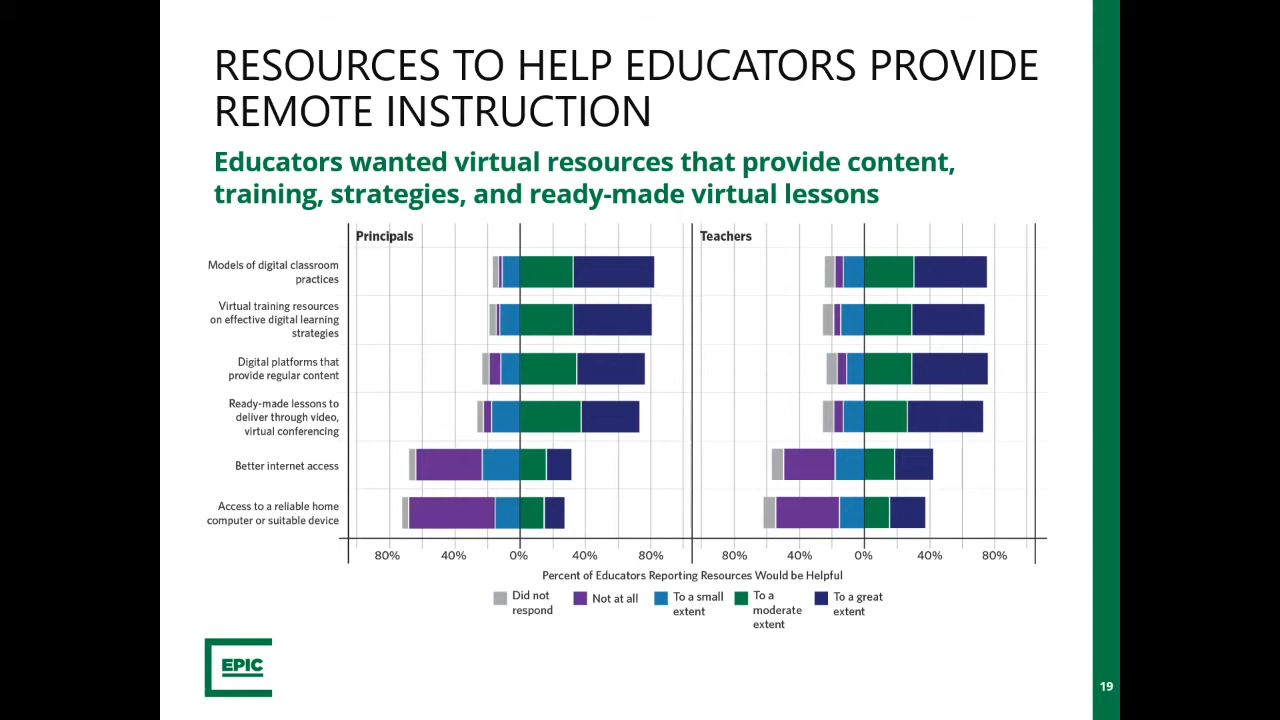 RESOURCES TO HELP EDUCATORS PROVIDE
REMOTE INSTRUCTION
Educators wanted virtual resources that provide content,
training, strategies, and ready-made virtual lessons
Principals
Teachers
Models of digital classroom
practices
Virtual training resources
on effective digital learning
strategies
Digital platforms that
provide regular content
Ready-made lessons to
deliver through video,
virtual conferencing
Better internet access
Access to a reliable home
computer or suitable device
80% 40% 0% 40% 80%
80% 40% 0% 40% 80%
Percent of Educators Reporting Resources Would be Helpful
Did not
respond
Not at all
To a small
extent
To a
moderate
extent
To a great
extent
EPIC
19